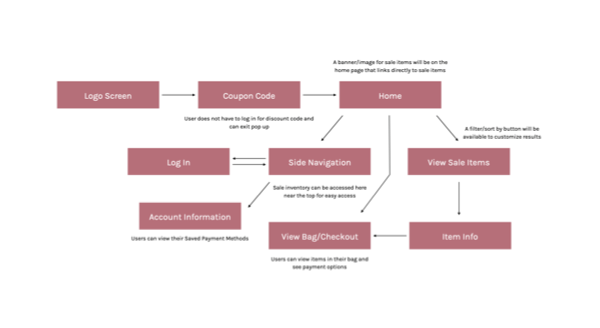 A banner/image for sale items will be on the
home page that links directly to sale items
Logo Screen
Coupon Code
Home
User does not have to log in for discount code and
can exit pop up
A filter/sort by button will be
available to customize results
Log In
Side Navigation
View Sale Items
Sale inventory can be accessed here
near the top for easy access
Account Information
Users can view their Saved Payment Methods
View Bag/Checkout
Item Info
Users can view items in their bag and
see payment options